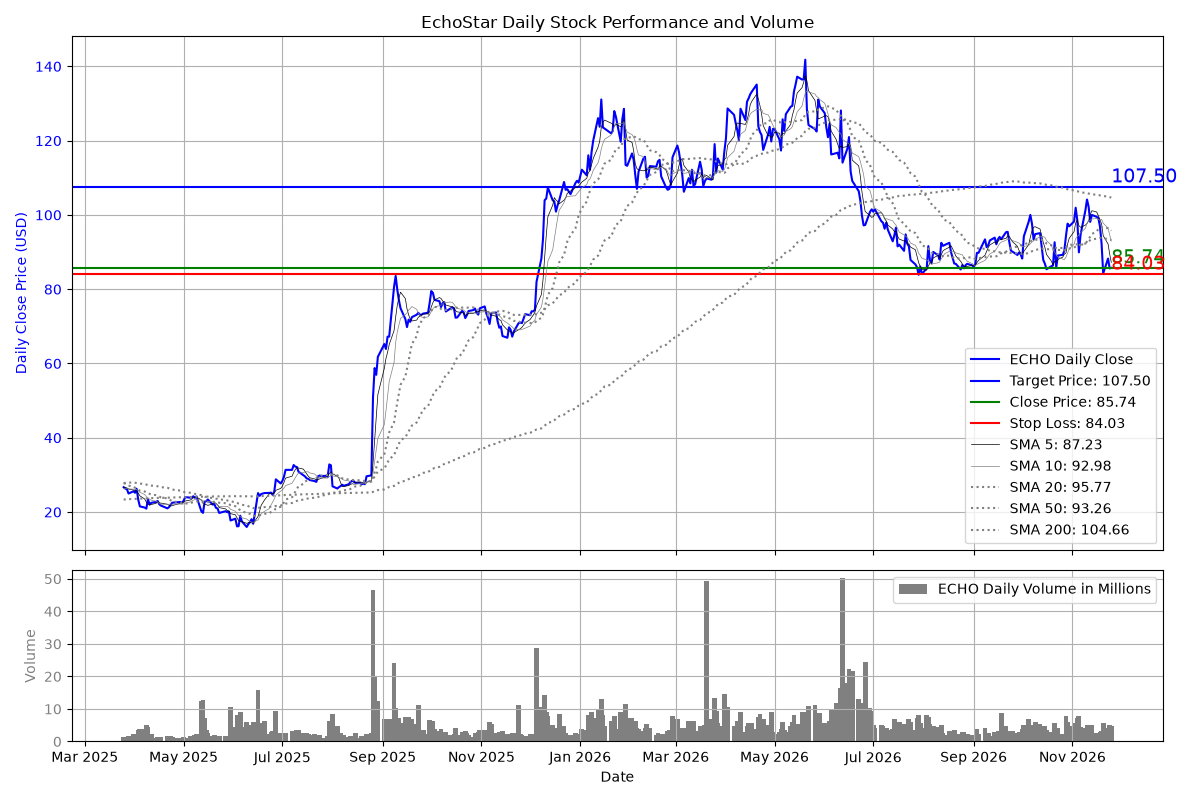 EchoStar Daily Stock Performance and Volume
140
120
100
80
60
40
20
Daily Close Price (USD)
107.50
85.74
84.03
ECHO Daily Close
Target Price: 107.50
Close Price: 85.74
Stop Loss: 84.03
SMA 5: 87.23
SMA 10: 92.98
SMA 20: 95.77
SMA 50: 93.26
SMA 200: 104.66
50
40
30
20
10
0
Volume
ECHO Daily Volume in Millions
Mar 2025
May 2025
Jul 2025
Sep 2025
Nov 2025
Jan 2026
Mar 2026
May 2026
Jul 2026
Sep 2026
Nov 2026
Date